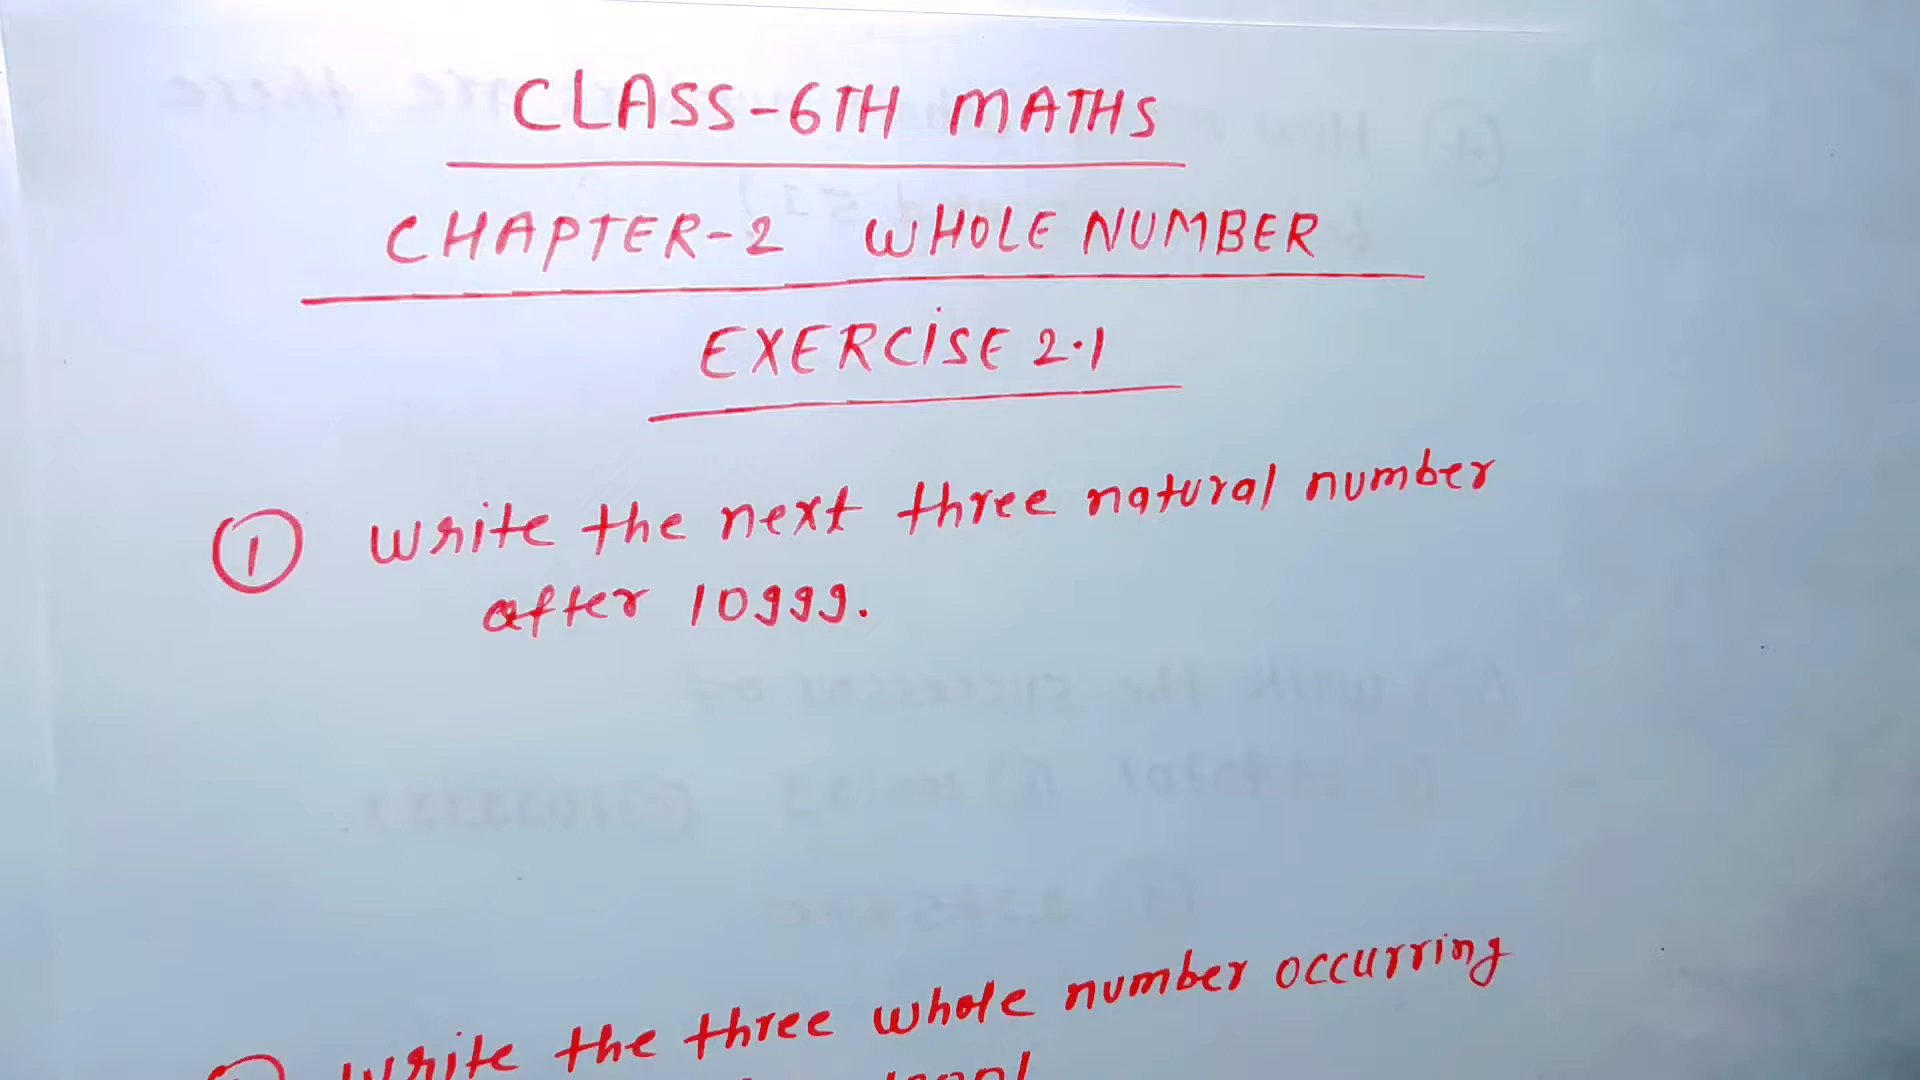 CLASS-6TH MATHS
CHAPTER-2 WHOLE NUMBER
EXERCISE 2.1
① Write the next three natural number
after 10999.
write the three whole number occurring